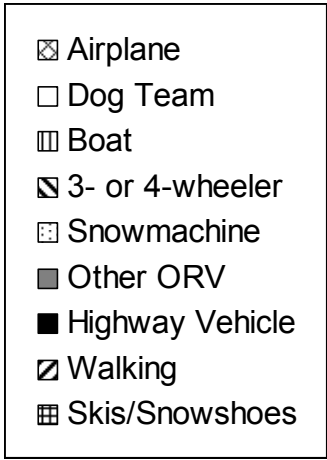 Airplane
Dog Team
Boat
3- or 4-wheeler
Snowmachine
Other ORV
Highway Vehicle
Walking
Skis/Snowshoes